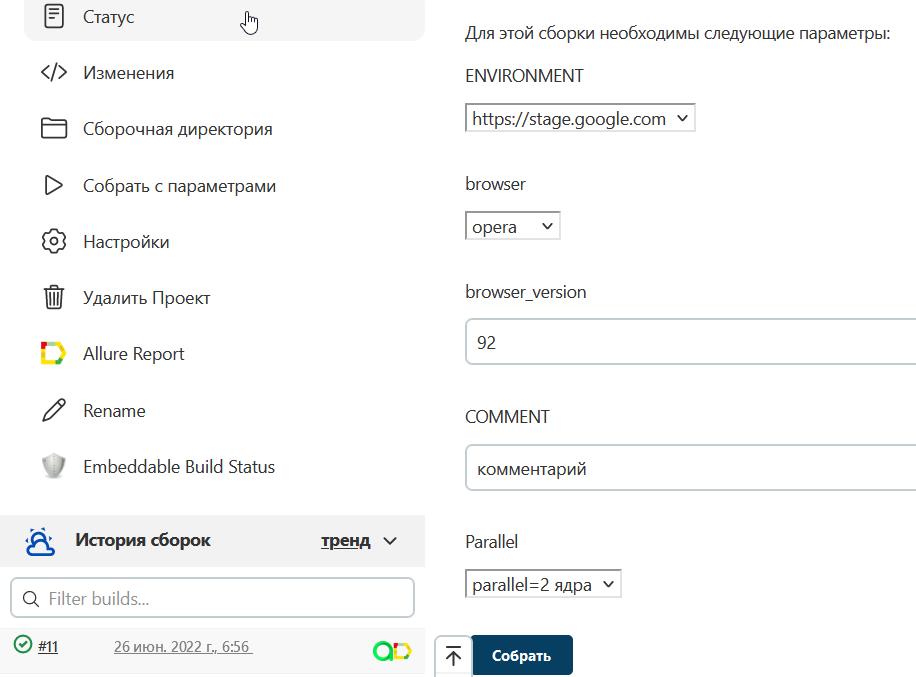 Статус
Изменения
Сборочная директория
Собрать с параметрами
Настройки
Удалить Проект
Allure Report
Rename
Embeddable Build Status
История сборок
тренд
Filter builds...
#11
26 июн. 2022 г., 6:56
Для этой сборки необходимы следующие параметры:
ENVIRONMENT
https://stage.google.com
browser
opera
browser_version
92
COMMENT
комментарий
Parallel
parallel=2 ядра
Собрать